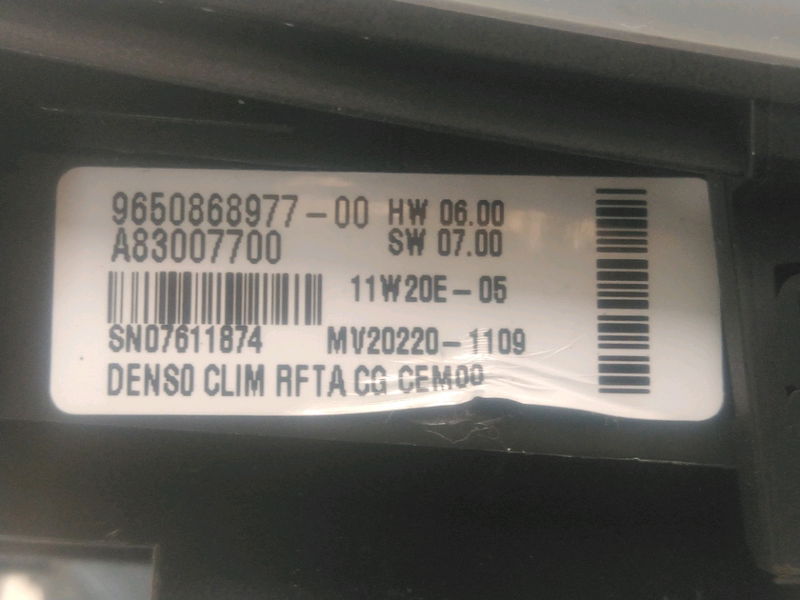 9650868977-00 HW 06.00
A83007700 SW 07.00
11W20E-05
SN07611874 MV20220-1109
DENSO CLIM RFTA CG CEM00